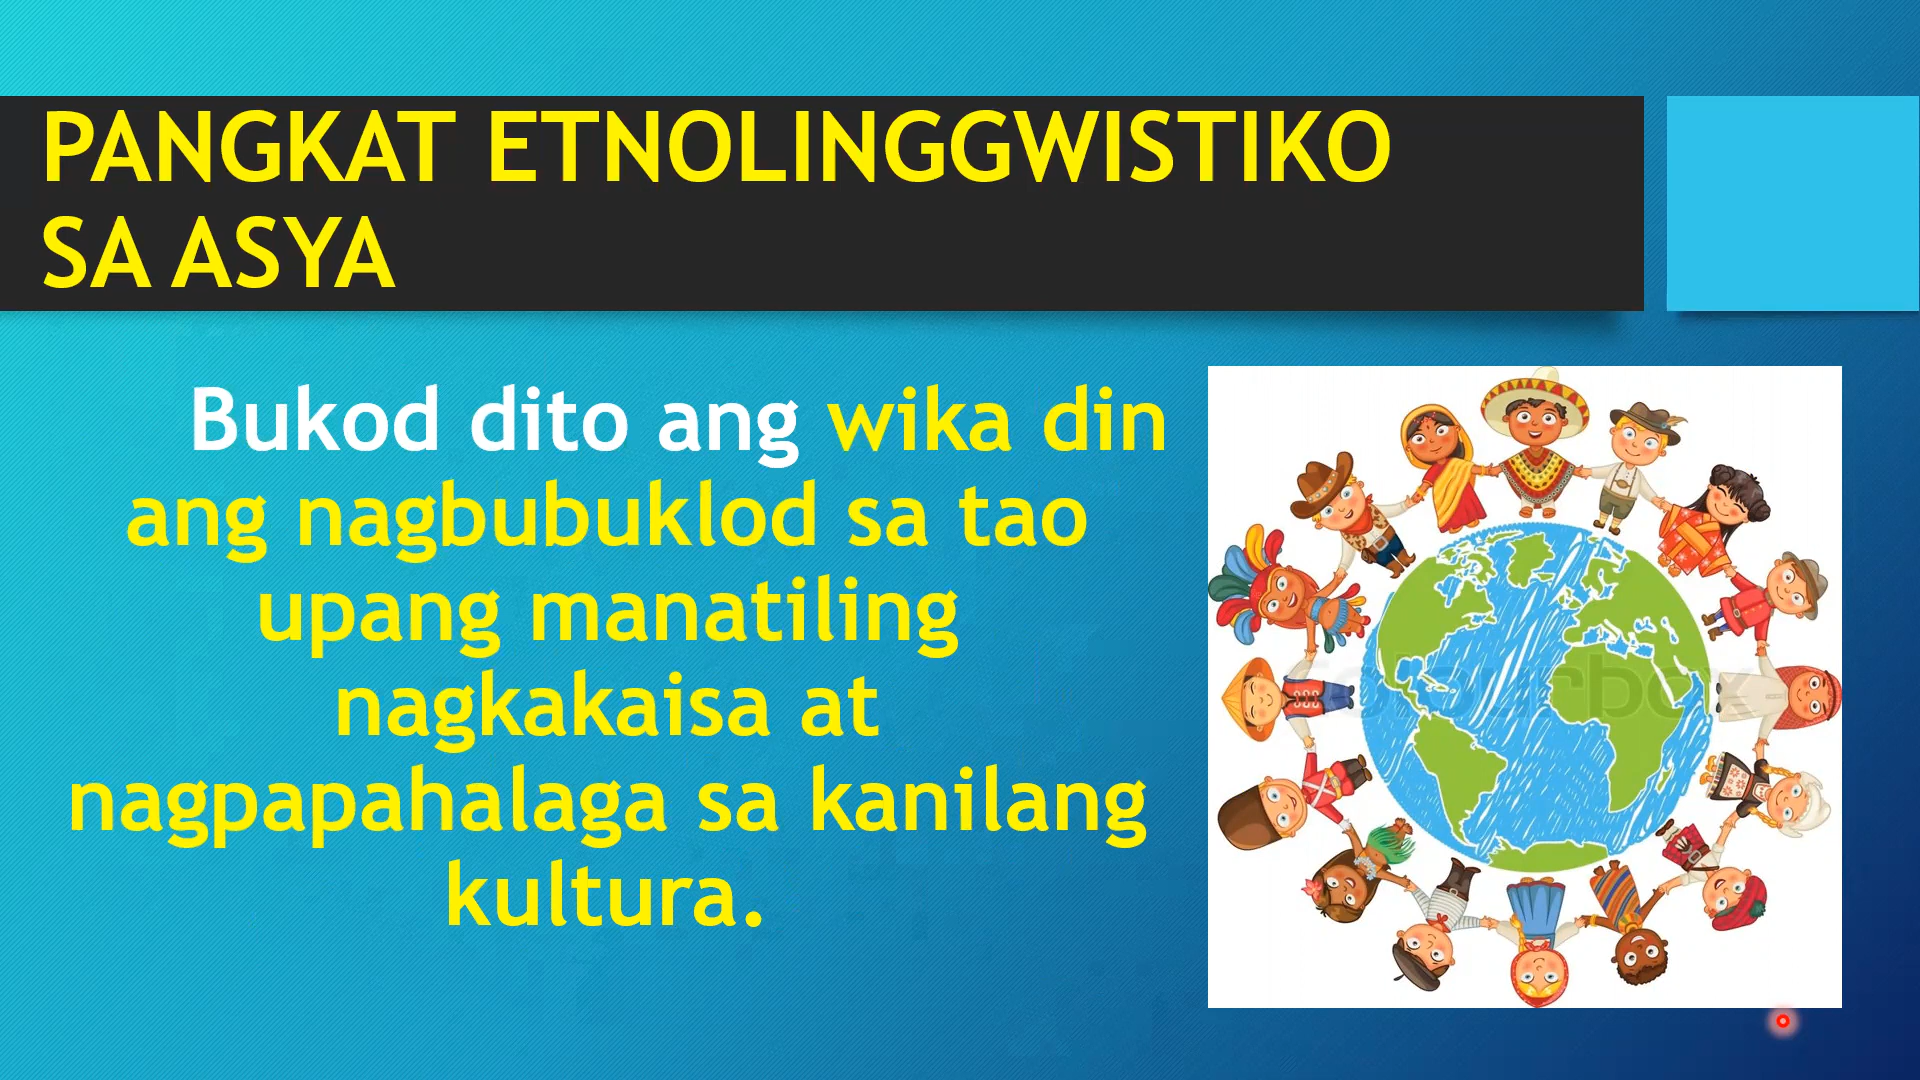 PANGKAT ETNOLINGGWISTIKO
SA ASYA
Bukod dito ang wika din
ang nagbubuklod sa tao
upang manatiling
nagkakaisa at
nagpapahalaga sa kanilang
kultura.